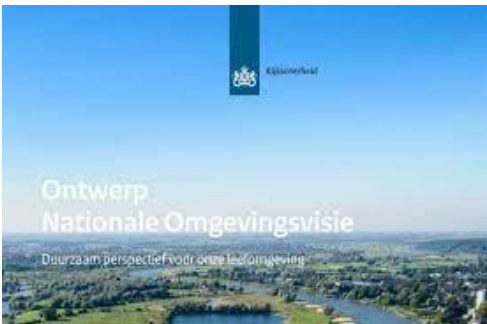 Rijksoverheid
Ontwerp
Nationale Omgevingsvisie
Duurzaam perspectief voor onze leefomgeving